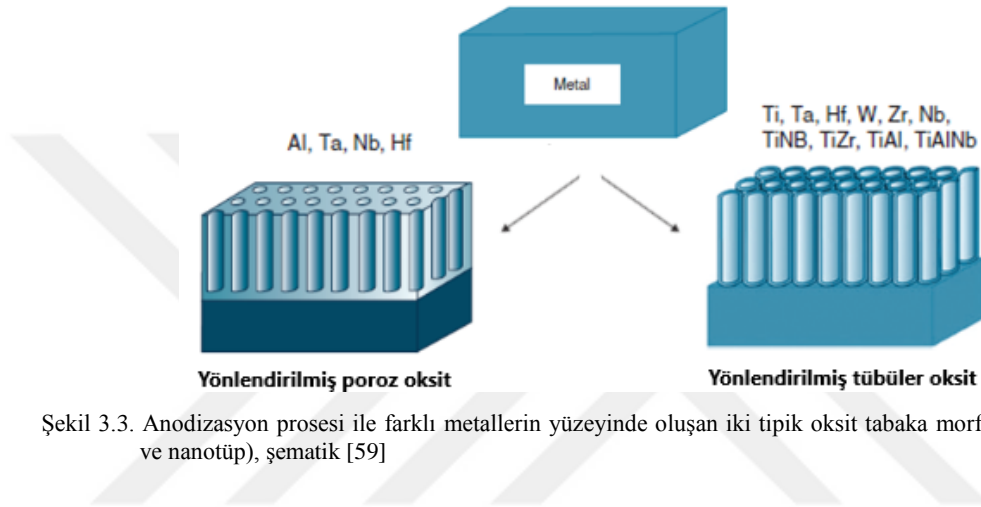 Metal
Al, Ta, Nb, Hf
Ti, Ta, Hf, W, Zr, Nb,
TiNB, TiZr, TiAl, TiAlNb
Yönlendirilmiş poroz oksit
Yönlendirilmiş tübüler oksit
Şekil 3.3. Anodizasyon prosesi ile farklı metallerin yüzeyinde oluşan iki tipik oksit tabaka morf
ve nanotüp), şematik [59]